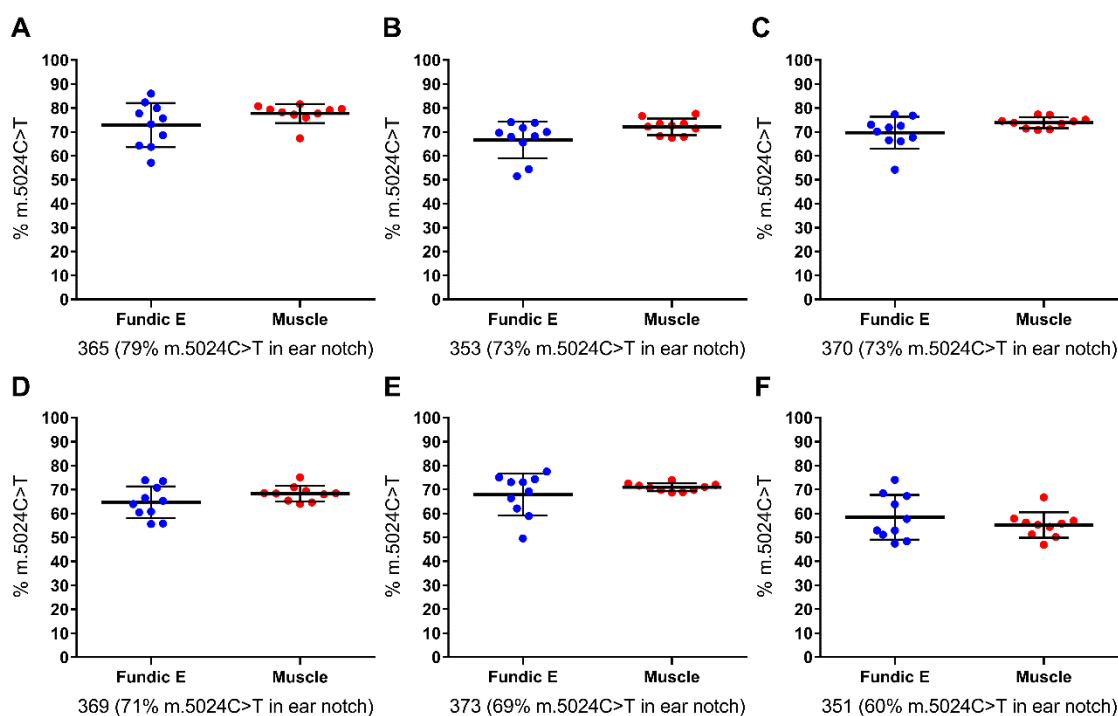 A
B
C
% m.5024C>T
100
90
80
70
60
50
40
30
20
10
0
Fundic E
Muscle
365 (79% m.5024C>T in ear notch)
% m.5024C>T
100
90
80
70
60
50
40
30
20
10
0
Fundic E
Muscle
353 (73% m.5024C>T in ear notch)
% m.5024C>T
100
90
80
70
60
50
40
30
20
10
0
Fundic E
Muscle
370 (73% m.5024C>T in ear notch)
D
E
F
% m.5024C>T
100
90
80
70
60
50
40
30
20
10
0
Fundic E
Muscle
369 (71% m.5024C>T in ear notch)
% m.5024C>T
100
90
80
70
60
50
40
30
20
10
0
Fundic E
Muscle
373 (69% m.5024C>T in ear notch)
% m.5024C>T
100
90
80
70
60
50
40
30
20
10
0
Fundic E
Muscle
351 (60% m.5024C>T in ear notch)